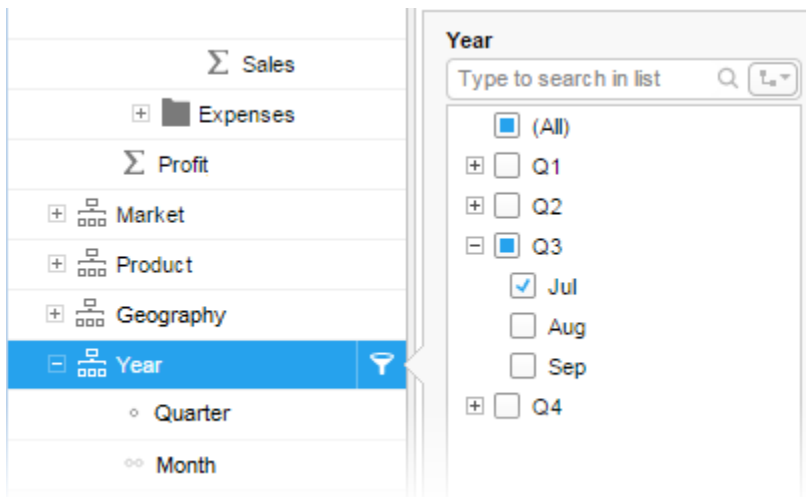 Sales
Expenses
Profit
Market
Product
Geography
Year
Quarter
Month
Year
Type to search in list
(All)
Q1
Q2
Q3
Jul
Aug
Sep
Q4